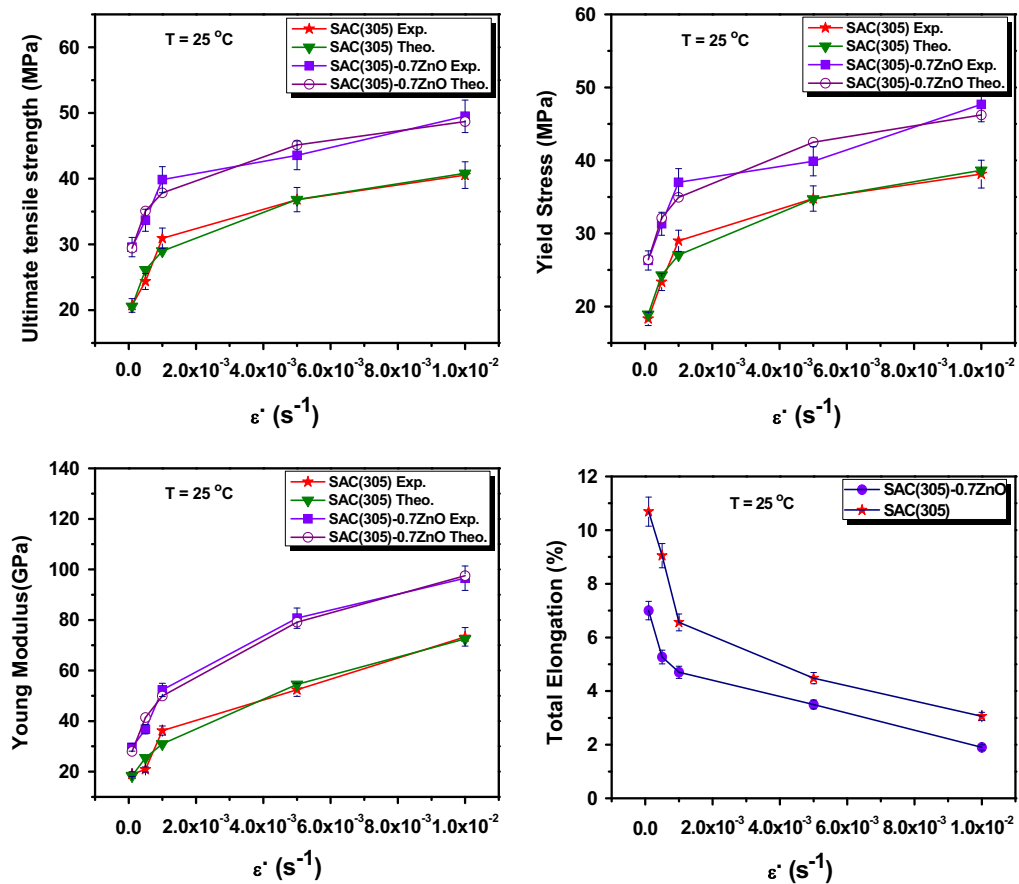 Ultimate tensile strength (MPa)
60
50
40
30
20
T = 25 °C
SAC(305) Exp.
SAC(305) Theo.
SAC(305)-0.7ZnO Exp.
SAC(305)-0.7ZnO Theo.
0.0 2.0x10⁻³ 4.0x10⁻³ 6.0x10⁻³ 8.0x10⁻³ 1.0x10⁻²
ε· (s⁻¹)
Yield Stress (MPa)
60
50
40
30
20
T = 25 °C
SAC(305) Exp.
SAC(305) Theo.
SAC(305)-0.7ZnO Exp.
SAC(305)-0.7ZnO Theo.
0.0 2.0x10⁻³ 4.0x10⁻³ 6.0x10⁻³ 8.0x10⁻³ 1.0x10⁻²
ε· (s⁻¹)
Young Modulus(GPa)
140
120
100
80
60
40
20
T = 25 °C
SAC(305) Exp.
SAC(305) Theo.
SAC(305)-0.7ZnO Exp.
SAC(305)-0.7ZnO Theo.
0.0 2.0x10⁻³ 4.0x10⁻³ 6.0x10⁻³ 8.0x10⁻³ 1.0x10⁻²
ε· (s⁻¹)
Total Elongation (%)
12
10
8
6
4
2
0
T = 25 °C
SAC(305)-0.7ZnO
SAC(305)
0.0 2.0x10⁻³ 4.0x10⁻³ 6.0x10⁻³ 8.0x10⁻³ 1.0x10⁻²
ε· (s⁻¹)